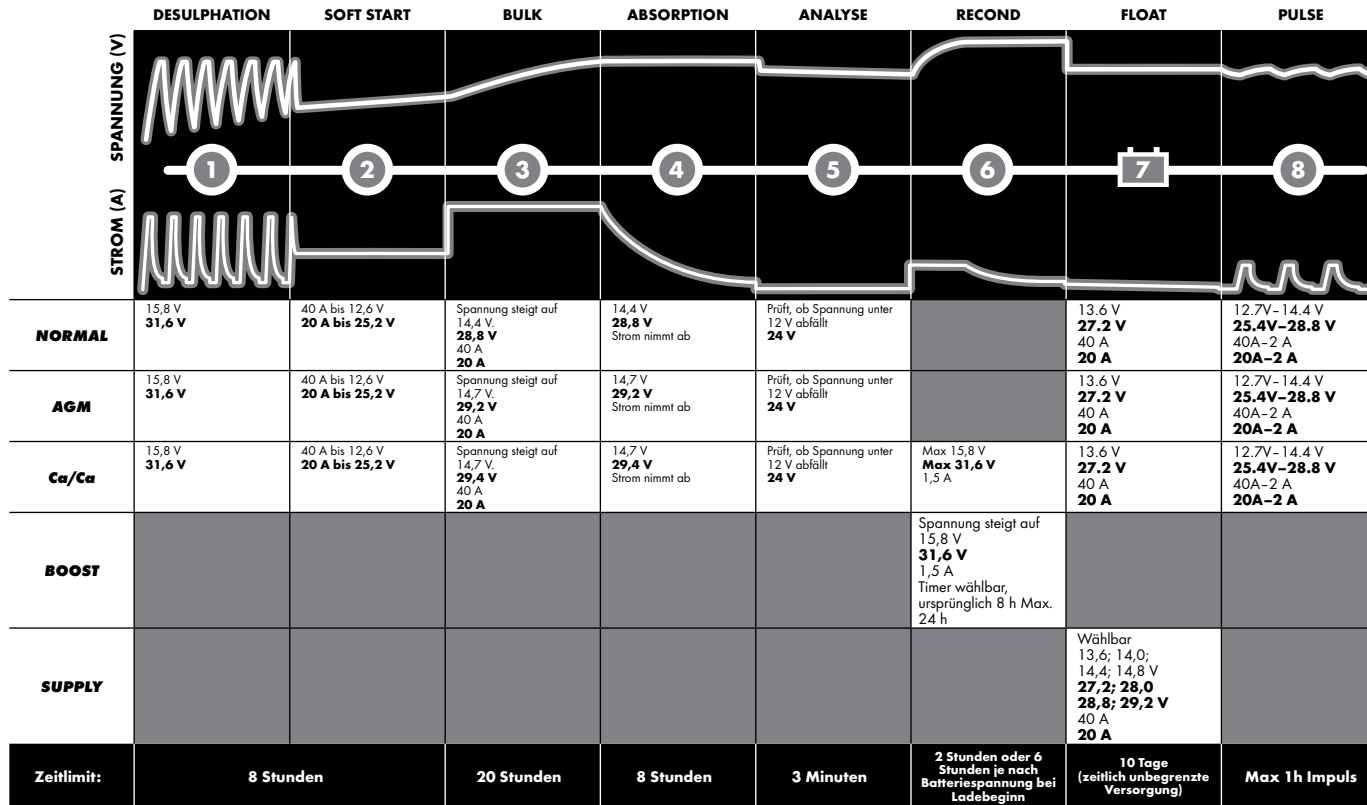 DESULPHATION SOFT START BULK ABSORPTION ANALYSE RECOND FLOAT PULSE
SPANNUNG (V)
1 2 3 4 5 6 7 8
STROM (A)
NORMAL
15,8 V
31,6 V
40 A bis 12,6 V
20 A bis 25,2 V
Spannung steigt auf
14,4 V.
28,8 V
40 A
20 A
14,4 V
28,8 V
Strom nimmt ab
Prüft, ob Spannung unter
12 V abfällt
24 V
13.6 V
27.2 V
40 A
20 A
12.7V–14.4 V
25.4V–28.8 V
40A–2 A
20A–2 A
AGM
15,8 V
31,6 V
40 A bis 12,6 V
20 A bis 25,2 V
Spannung steigt auf
14,7 V.
29,2 V
40 A
20 A
14,7 V
29,2 V
Strom nimmt ab
Prüft, ob Spannung unter
12 V abfällt
24 V
13.6 V
27.2 V
40 A
20 A
12.7V–14.4 V
25.4V–28.8 V
40A–2 A
20A–2 A
Ca/Ca
15,8 V
31,6 V
40 A bis 12,6 V
20 A bis 25,2 V
Spannung steigt auf
14,7 V.
29,4 V
40 A
20 A
14,7 V
29,4 V
Strom nimmt ab
Prüft, ob Spannung unter
12 V abfällt
24 V
Max 15,8 V
Max 31,6 V
1,5 A
13.6 V
27.2 V
40 A
20 A
12.7V–14.4 V
25.4V–28.8 V
40A–2 A
20A–2 A
BOOST
Spannung steigt auf
15,8 V
31,6 V
1,5 A
Timer wählbar,
ursprünglich 8 h Max.
24 h
SUPPLY
Wählbar
13,6; 14,0;
14,4; 14,8 V
27,2; 28,0
28,8; 29,2 V
40 A
20 A
Zeitlimit:
8 Stunden
20 Stunden
8 Stunden
3 Minuten
2 Stunden oder 6
Stunden je nach
Batteriespannung bei
Ladebeginn
10 Tage
(zeitlich unbegrenzte
Versorgung)
Max 1h Impuls